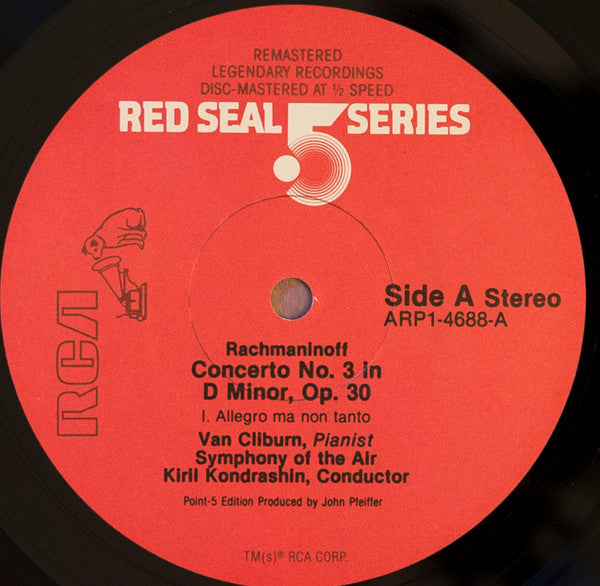 REMASTERED
LEGENDARY RECORDINGS
DISC-MASTERED AT ½ SPEED
RED SEAL .5 SERIES
RCA
Side A Stereo
ARP1-4688-A
Rachmaninoff
Concerto No. 3 in
D Minor, Op. 30
I. Allegro ma non tanto
Van Cliburn, Pianist
Symphony of the Air
Kiril Kondrashin, Conductor
Point-5 Edition Produced by John Pfeiffer
TM(s)® RCA CORP.